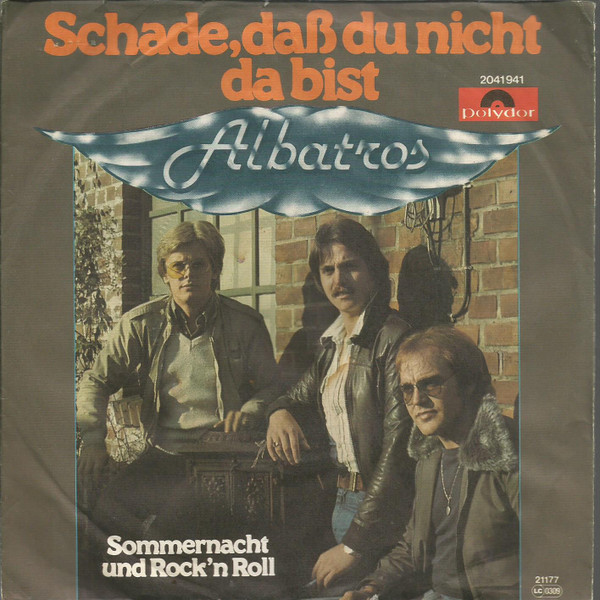 Schade, daß du nicht
da bist
2041941
polydor
Albatros
Sommernacht
und Rock'n Roll
21177
LC 0309